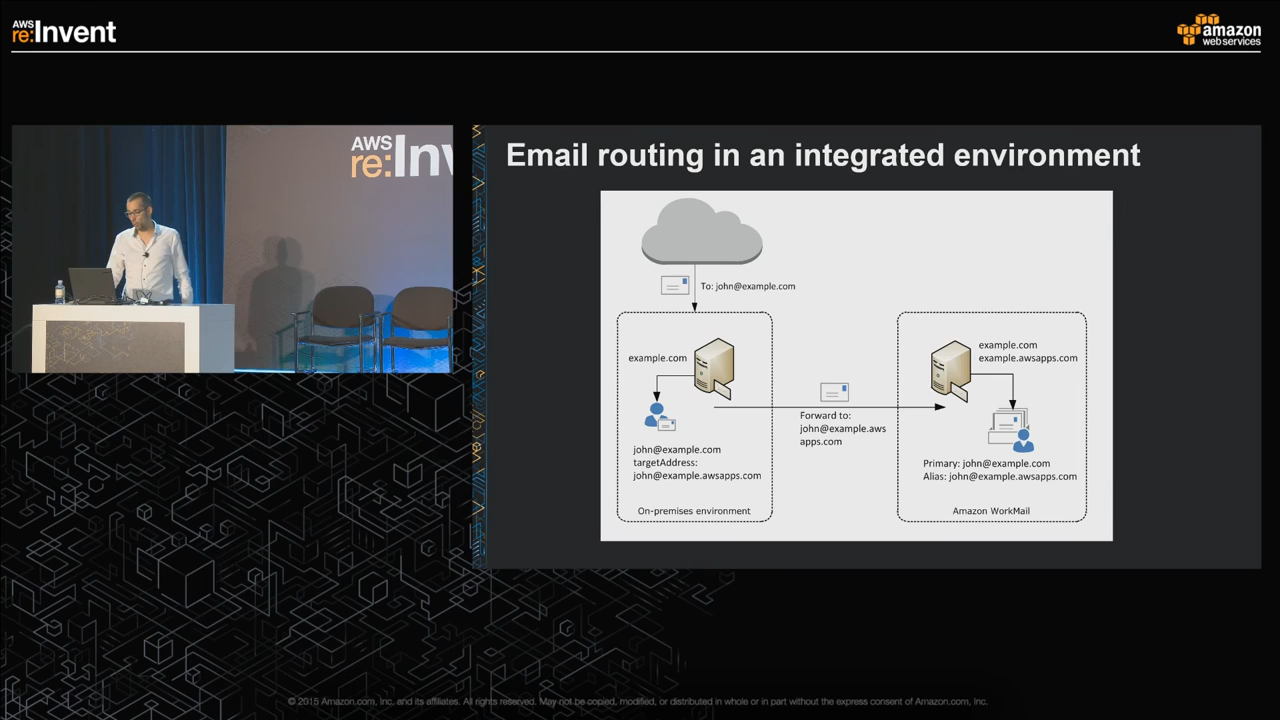 AWS
re:Invent
amazon
webservices
AWS
re:Inv
Email routing in an integrated environment
To: john@example.com
example.com
john@example.com
targetAddress:
john@example.awsapps.com
On-premises environment
Forward to:
john@example.aws
apps.com
example.com
example.awsapps.com
Primary: john@example.com
Alias: john@example.awsapps.com
Amazon WorkMail
© 2015 Amazon.com, Inc. and its affiliates. All rights reserved. May not be copied, modified, or distributed in whole or in part without the express consent of Amazon.com, Inc.